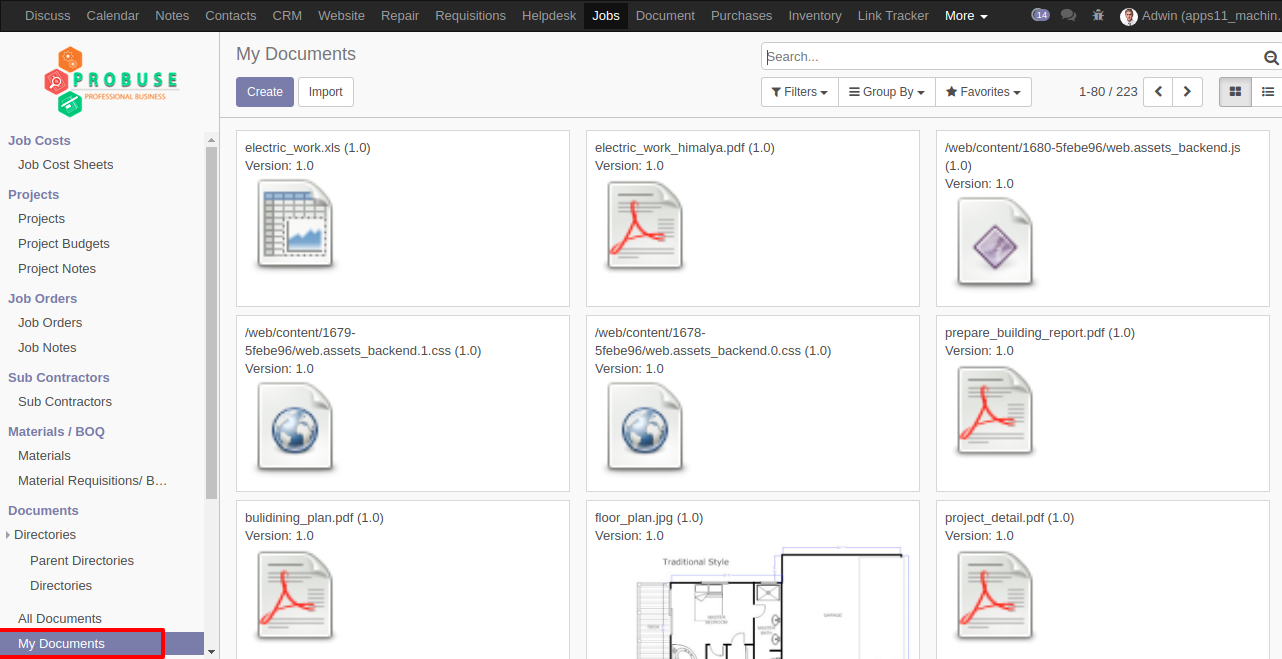 Discuss Calendar Notes Contacts CRM Website Repair Requisitions Helpdesk Jobs Document Purchases Inventory Link Tracker More 14 Adwin (apps11_machin.
PROBUSE
PROFESSIONAL BUSINESS
Job Costs
Job Cost Sheets
Projects
Projects
Project Budgets
Project Notes
Job Orders
Job Orders
Job Notes
Sub Contractors
Sub Contractors
Materials / BOQ
Materials
Material Requisitions/ B…
Documents
Directories
Parent Directories
Directories
All Documents
My Documents
My Documents
Search...
Create Import
Filters Group By Favorites 1-80 / 223
electric_work.xls (1.0)
Version: 1.0
electric_work_himalya.pdf (1.0)
Version: 1.0
/web/content/1680-5febe96/web.assets_backend.js
(1.0)
Version: 1.0
/web/content/1679-
5febe96/web.assets_backend.1.css (1.0)
Version: 1.0
/web/content/1678-
5febe96/web.assets_backend.0.css (1.0)
Version: 1.0
prepare_building_report.pdf (1.0)
Version: 1.0
bulidining_plan.pdf (1.0)
Version: 1.0
floor_plan.jpg (1.0)
Version: 1.0
Traditional Style
MASTER
BEDROOM
MASTER
BATH
GARAGE
DECK
project_detail.pdf (1.0)
Version: 1.0